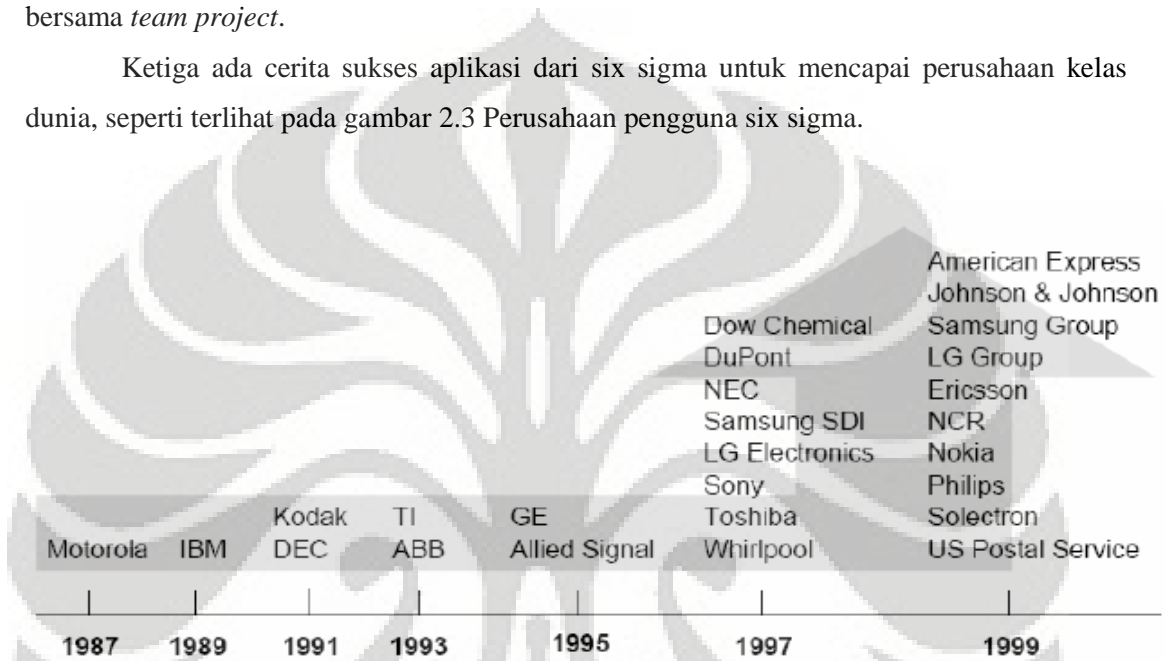 bersama team project.
Ketiga ada cerita sukses aplikasi dari six sigma untuk mencapai perusahaan kelas
dunia, seperti terlihat pada gambar 2.3 Perusahaan pengguna six sigma.
American Express
Johnson & Johnson
Dow Chemical Samsung Group
DuPont LG Group
NEC Ericsson
Samsung SDI NCR
LG Electronics Nokia
Sony Philips
Kodak TI GE Toshiba Solectron
Motorola IBM DEC ABB Allied Signal Whirlpool US Postal Service
1987 1989 1991 1993 1995 1997 1999